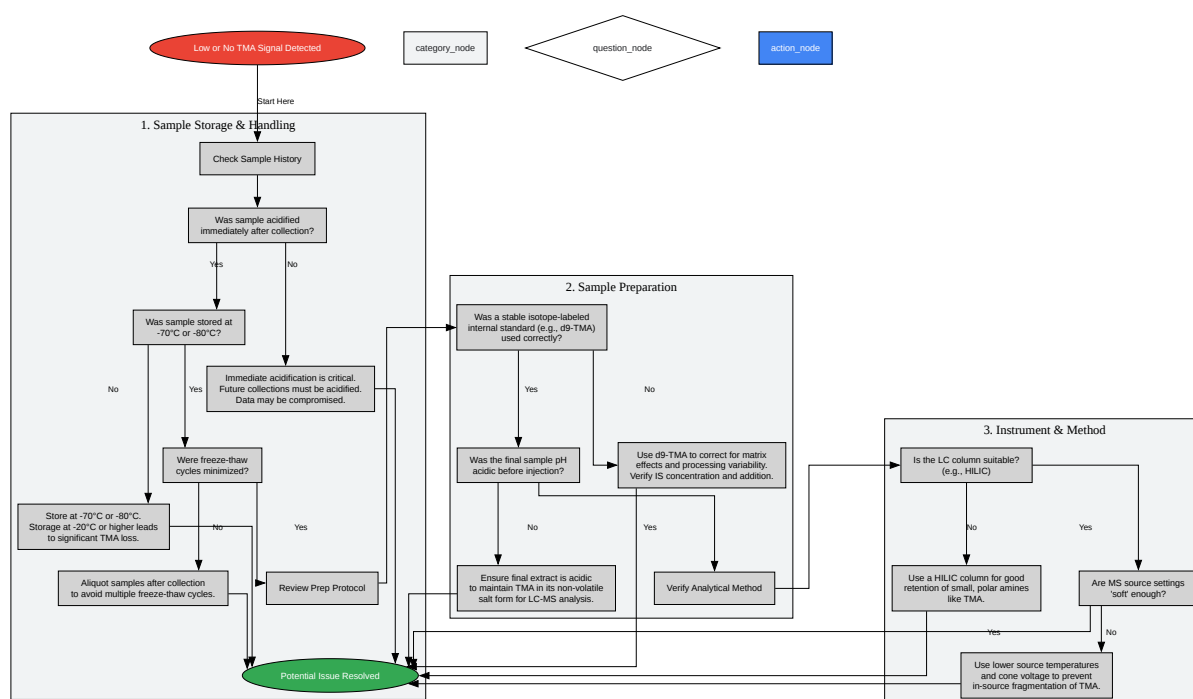 Low or No TMA Signal Detected
category_node
question_node
action_node
Start Here
1. Sample Storage & Handling
Check Sample History
Was sample acidified
immediately after collection?
Yes
No
Was sample stored at
-70°C or -80°C?
Immediate acidification is critical.
Future collections must be acidified.
Data may be compromised.
No
Yes
Were freeze-thaw
cycles minimized?
Store at -70°C or -80°C.
Storage at -20°C or higher leads
to significant TMA loss.
No
Yes
Aliquot samples after collection
to avoid multiple freeze-thaw cycles.
Review Prep Protocol
2. Sample Preparation
Was a stable isotope-labeled
internal standard (e.g., d9-TMA)
used correctly?
Yes
No
Was the final sample pH
acidic before injection?
Use d9-TMA to correct for matrix
effects and processing variability.
Verify IS concentration and addition.
No
Yes
Ensure final extract is acidic
to maintain TMA in its non-volatile
salt form for LC-MS analysis.
Verify Analytical Method
3. Instrument & Method
Is the LC column suitable?
(e.g., HILIC)
No
Yes
Use a HILIC column for good
retention of small, polar amines
like TMA.
Are MS source settings
'soft' enough?
Yes
No
Use lower source temperatures
and cone voltage to prevent
in-source fragmentation of TMA.
Potential Issue Resolved